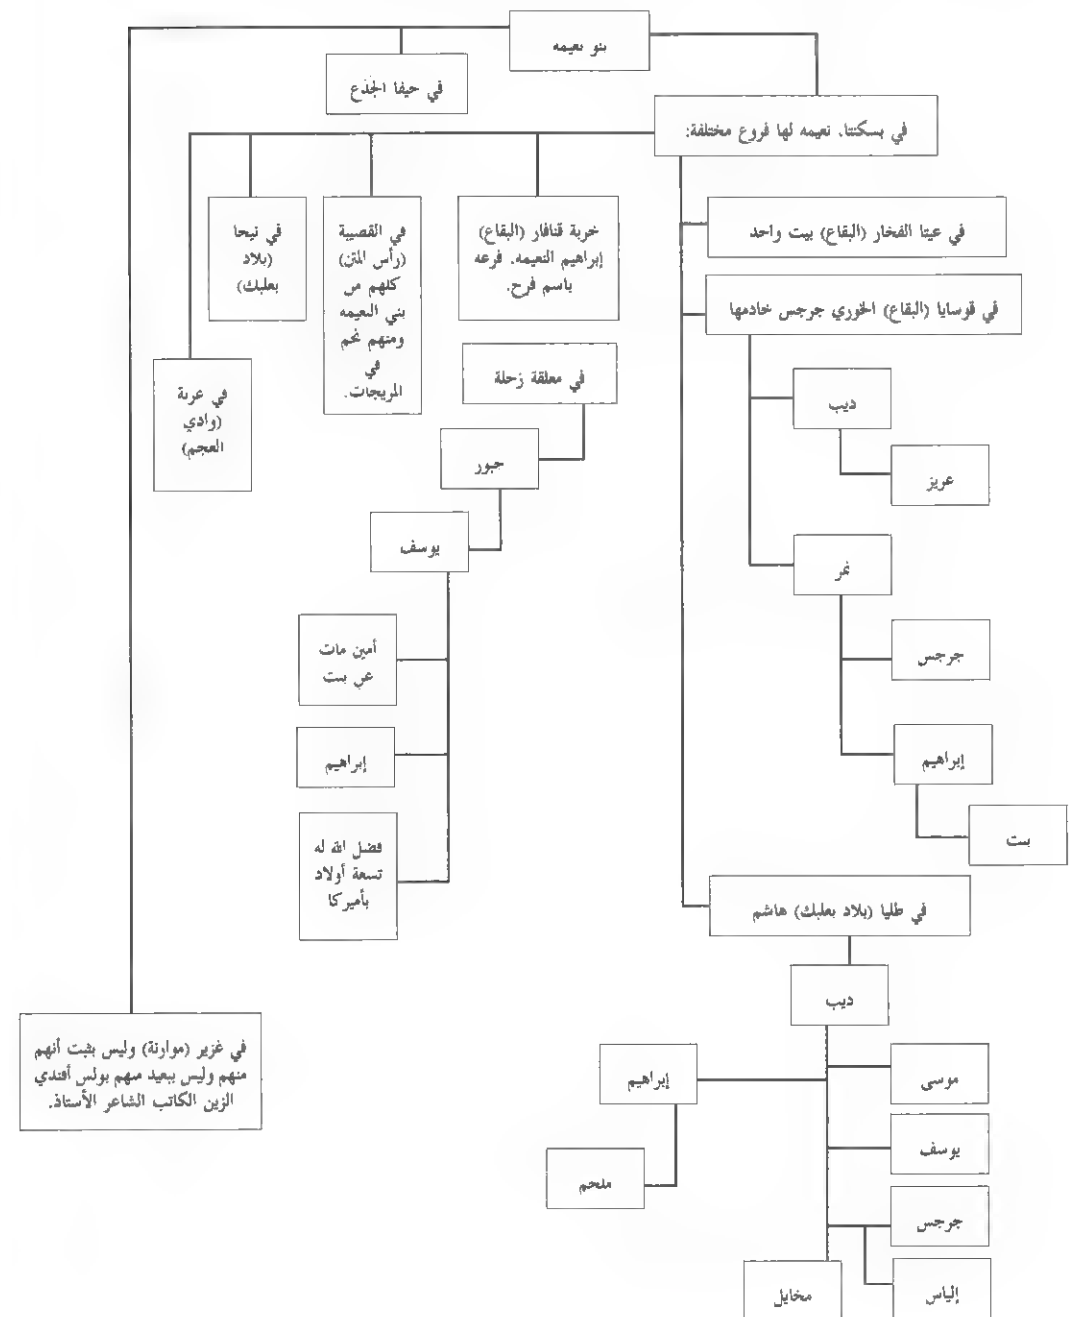 بنو نعيمه
في حيفا الجذع
في بسكنتا. نعيمه لها فروع مختلفة:
في عيتا الفخار (البقاع) بيت واحد
خربة قنافار (البقاع)
إبراهيم النعيمه. فرعه
باسم فرح.
في القصيبة
(رأس المتن)
كلهم من
بني النعيمه
ومنهم نجم
في
المريجات.
في نيحا
(بلاد
بعلبك)
في قوسايا (البقاع) الخوري جرجس خادمها
في معلقة زحلة
في عرنة
(وادي
العجم)
ديب
عزيز
جبور
يوسف
نمر
جرجس
إبراهيم
بنت
أمين مات
عن بنت
إبراهيم
فضل الله له
تسعة أولاد
بأميركا
في طليا (بلاد بعلبك) هاشم
ديب
موسى
يوسف
جرجس
إلياس
مخايل
إبراهيم
ملحم
في غزير (موارنة) وليس بثبت أنهم
منهم وليس ببعيد منهم بولس أفندي
الزين الكاتب الشاعر الأستاذ.